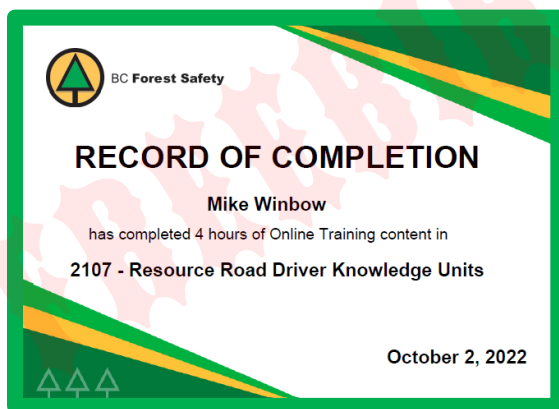 BC Forest Safety
RECORD OF COMPLETION
Mike Winbow
has completed 4 hours of Online Training content in
2107 - Resource Road Driver Knowledge Units
October 2, 2022